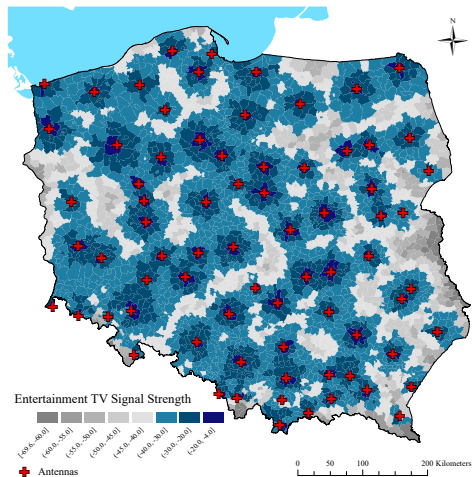 N
Entertainment TV Signal Strength
[-69.6,-60.0] (-60.0,-55.0] (-55.0,-50.0] (-50.0,-45.0] (-45.0,-40.0] (-40.0,-30.0] (-30.0,-20.0] (-20.0,-4.0]
Antennas
0 50 100 200 Kilometers